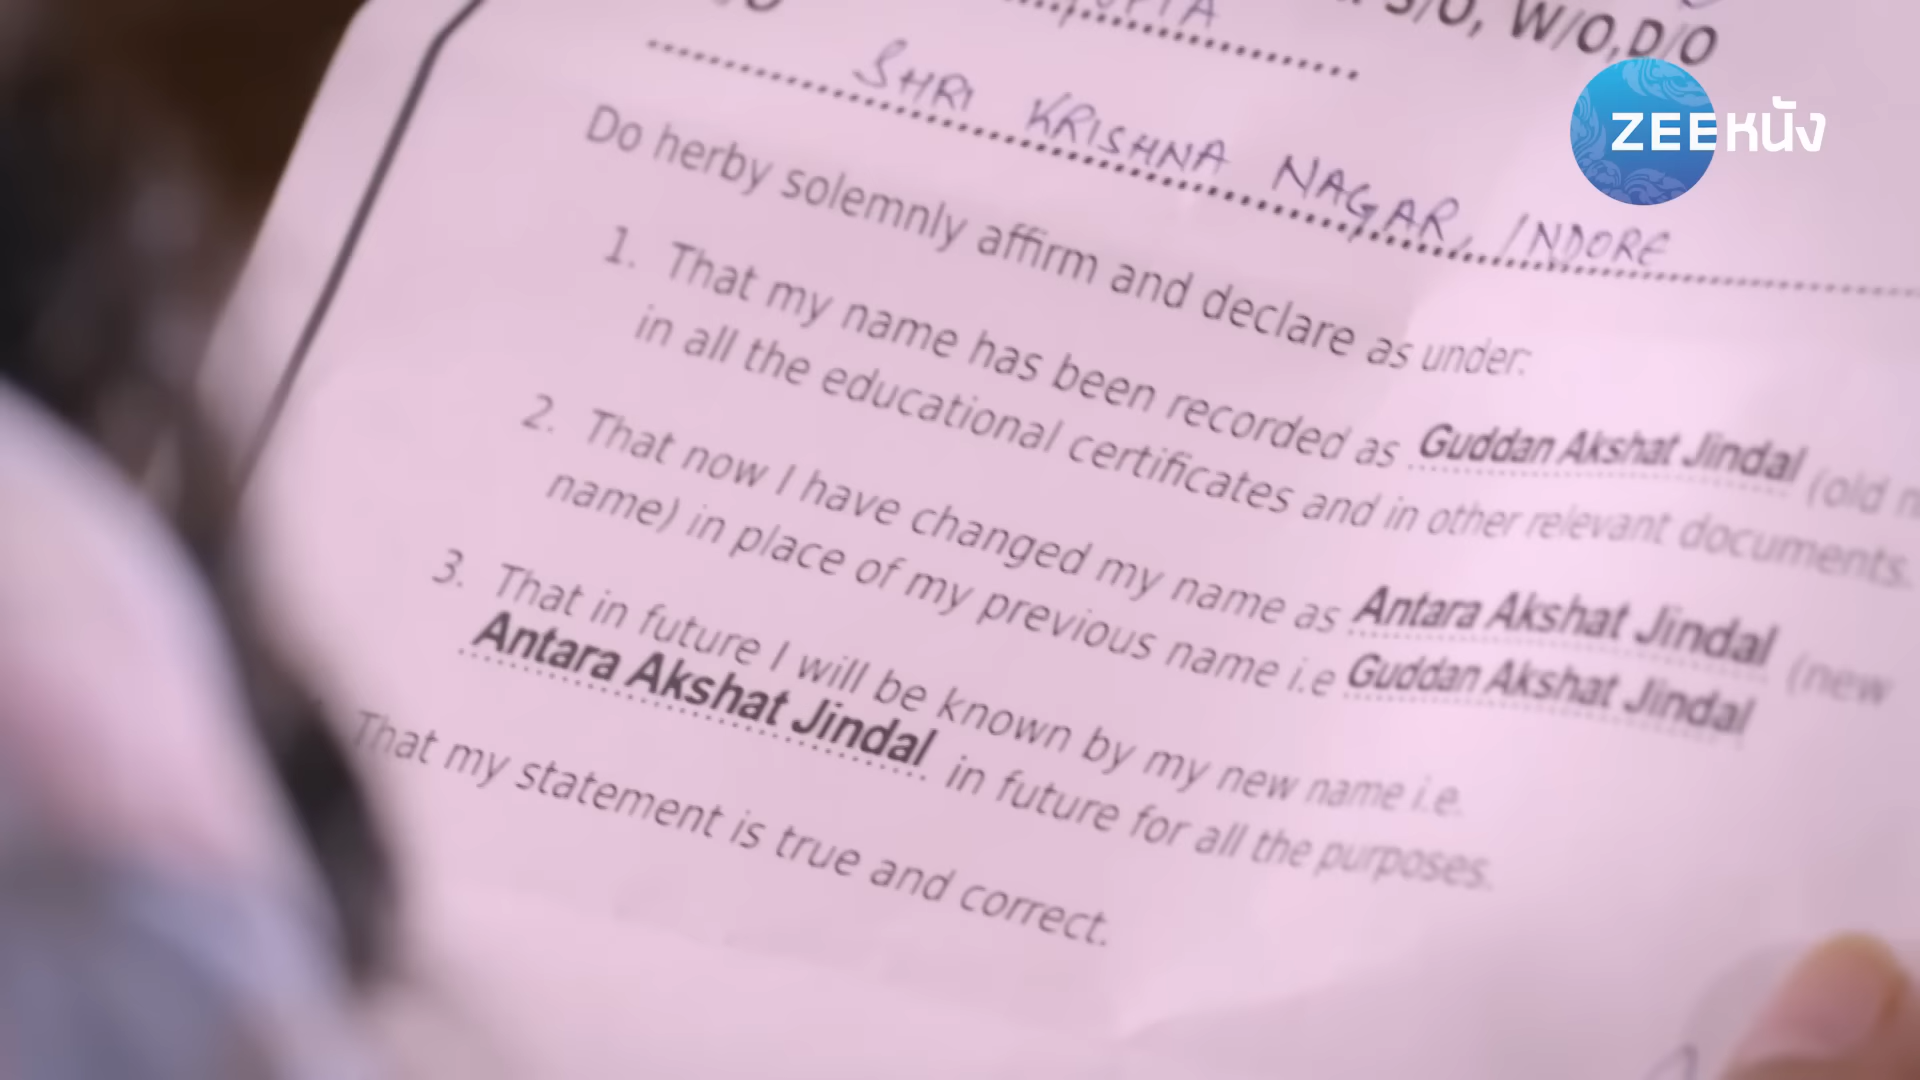 S/O, W/O,D/O
SHRI KRISHNA NAGAR, INDORE
ZEE หนัง
Do herby solemnly affirm and declare as under:
1. That my name has been recorded as Guddan Akshat Jindal (old
in all the educational certificates and in other relevant documents.
2. That now I have changed my name as Antara Akshat Jindal (new
name) in place of my previous name i.e Guddan Akshat Jindal
3. That in future I will be known by my new name i.e.
Antara Akshat Jindal in future for all the purposes.
That my statement is true and correct.